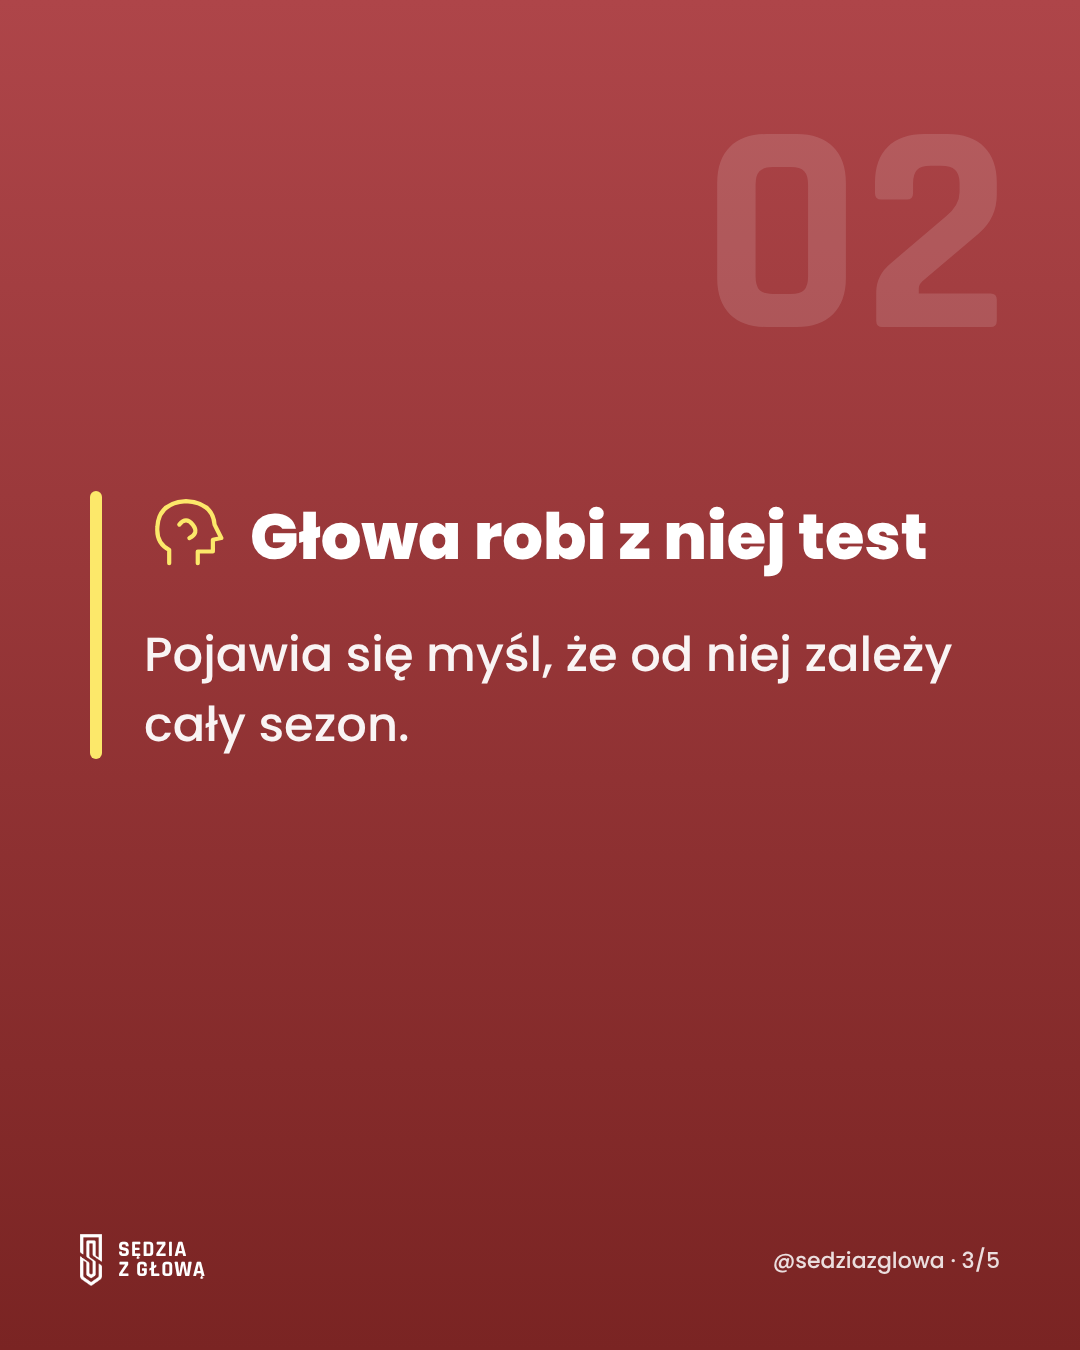 02
Głowa robi z niej test
Pojawia się myśl, że od niej zależy
cały sezon.
SĘDZIA
Z GŁOWĄ
@sedziazglowa · 3/5